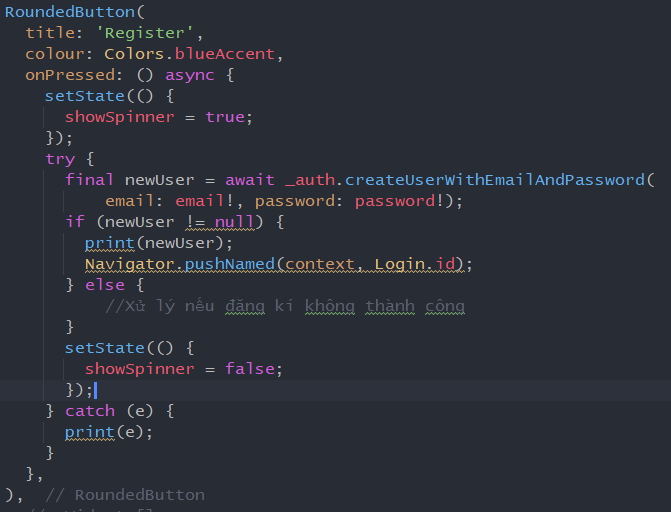 RoundedButton(
  title: 'Register',
  colour: Colors.blueAccent,
  onPressed: () async {
    setState(() {
      showSpinner = true;
    });
    try {
      final newUser = await _auth.createUserWithEmailAndPassword(
          email: email!, password: password!);
      if (newUser != null) {
        print(newUser);
        Navigator.pushNamed(context, Login.id);
      } else {
          //Xử lý nếu đăng kí không thành công
      }
      setState(() {
        showSpinner = false;
      });
    } catch (e) {
      print(e);
    }
  },
),  // RoundedButton